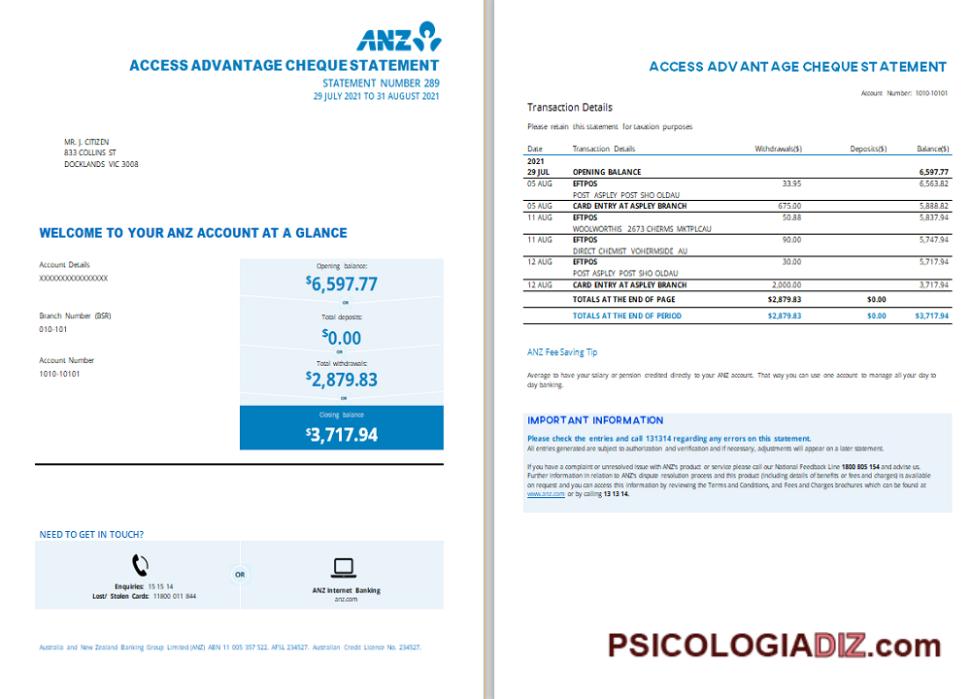 ANZ
ACCESS ADVANTAGE CHEQUE STATEMENT
STATEMENT NUMBER 289
29 JULY 2021 TO 31 AUGUST 2021
MR. J. CITIZEN
833 COLLINS ST
DOCKLANDS VIC 3008
WELCOME TO YOUR ANZ ACCOUNT AT A GLANCE
Account Details
XXXXXXXXXXXXXXXX
Branch Number (BSR)
010-101
Account Number
1010-10101
Opening balance:
$6,597.77
OR
Total deposits:
$0.00
OR
Total withdrawals:
$2,879.83
OR
Closing balance
$3,717.94
NEED TO GET IN TOUCH?
Enquiries: 15 15 14
Lost/ Stolen Cards: 11800 011 844
OR
ANZ Internet Banking
anz.com
Australia and New Zealand Banking Group Limited (ANZ) ABN 11 005 357 522. AFSL 234527. Australian Credit Licence No. 234527.
ACCESS ADVANTAGE CHEQUE STATEMENT
Account Number: 1010-10101
Transaction Details
Please retain this statement for taxation purposes
Date Transaction Details Withdrawals($) Deposits($) Balance($)
2021
29 JUL OPENING BALANCE 6,597.77
05 AUG EFTPOS 33.95 6,563.82
POST ASPLEY POST SHO OLDAU
05 AUG CARD ENTRY AT ASPLEY BRANCH 675.00 5,888.82
11 AUG EFTPOS 50.88 5,837.94
WOOLWORTHIS 2673 CHERMS MKTPLCAU
11 AUG EFTPOS 90.00 5,747.94
DIRECT CHEMIST VOHERMSIDE AU
12 AUG EFTPOS 30.00 5,717.94
POST ASPLEY POST SHO OLDAU
12 AUG CARD ENTRY AT ASPLEY BRANCH 2,000.00 3,717.94
TOTALS AT THE END OF PAGE $2,879.83 $0.00
TOTALS AT THE END OF PERIOD $2,879.83 $0.00 $3,717.94
ANZ Fee Saving Tip
Average to have your salary or pension credited directly to your ANZ account. That way you can use one account to manage all your day to
day banking.
IMPORTANT INFORMATION
Please check the entries and call 131314 regarding any errors on this statement.
All entries generated are subject to authorization and verification and if necessary, adjustments will appear on a later statement.
If you have a complaint or unresolved issue with ANZ's product or service please call our National Feedback Line 1800 805 154 and advise us.
Further information in relation to ANZ's dispute resolution process and this product (including details of benefits or fees and charges) is available
on request and you can access this information by reviewing the Terms and Conditions, and Fees and Charges brochures which can be found at
www.anz.com or by calling 13 13 14.
PSICOLOGIADIZ.com